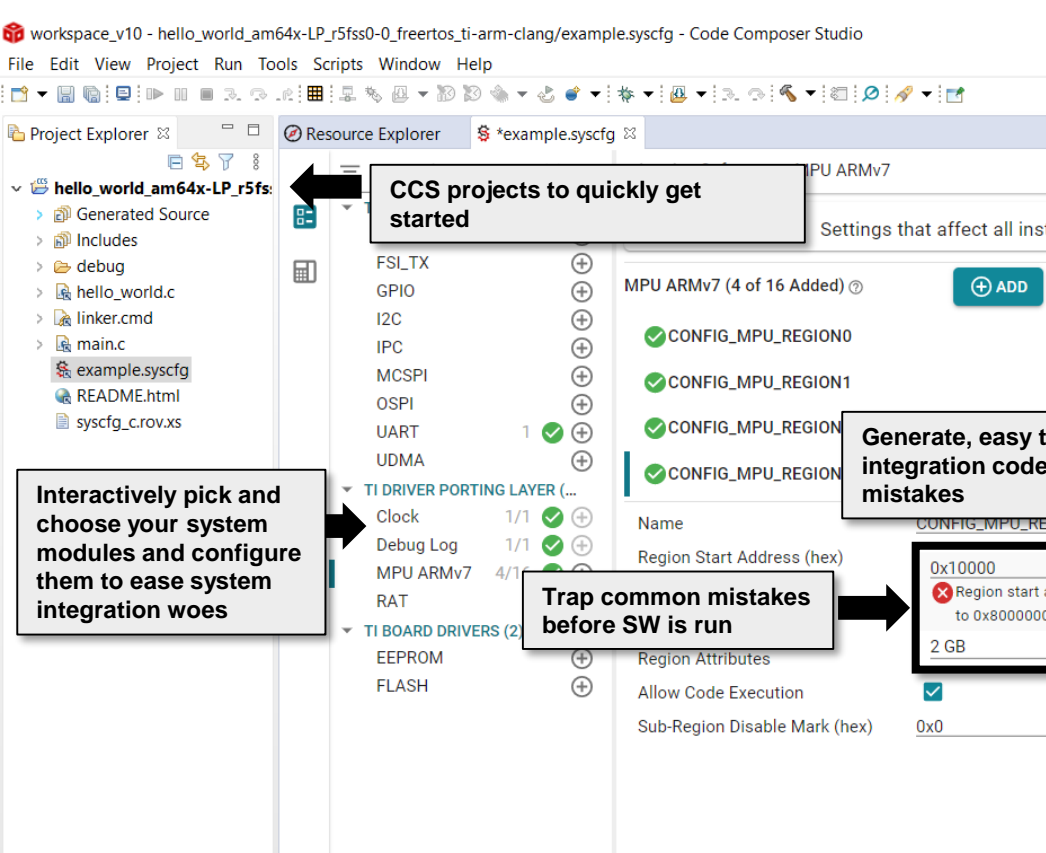 workspace_v10 - hello_world_am64x-LP_r5fss0-0_freertos_ti-arm-clang/example.syscfg - Code Composer Studio
File Edit View Project Run Tools Scripts Window Help
Project Explorer
Resource Explorer
*example.syscfg
hello_world_am64x-LP_r5fs
Generated Source
Includes
debug
hello_world.c
linker.cmd
main.c
example.syscfg
README.html
syscfg_c.rov.xs
CCS projects to quickly get
started
MPU ARMv7
Settings that affect all inst
FSI_TX
GPIO
I2C
IPC
MCSPI
OSPI
UART 1
UDMA
TI DRIVER PORTING LAYER (...
Clock 1/1
Debug Log 1/1
MPU ARMv7 4/16
RAT
TI BOARD DRIVERS (2)
EEPROM
FLASH
MPU ARMv7 (4 of 16 Added)
ADD
CONFIG_MPU_REGION0
CONFIG_MPU_REGION1
CONFIG_MPU_REGION
CONFIG_MPU_REGION
Generate, easy t
integration code
mistakes
Interactively pick and
choose your system
modules and configure
them to ease system
integration woes
Name CONFIG_MPU_RE
Region Start Address (hex) 0x10000
Region start a
to 0x8000000
2 GB
Trap common mistakes
before SW is run
Region Attributes
Allow Code Execution
Sub-Region Disable Mark (hex) 0x0